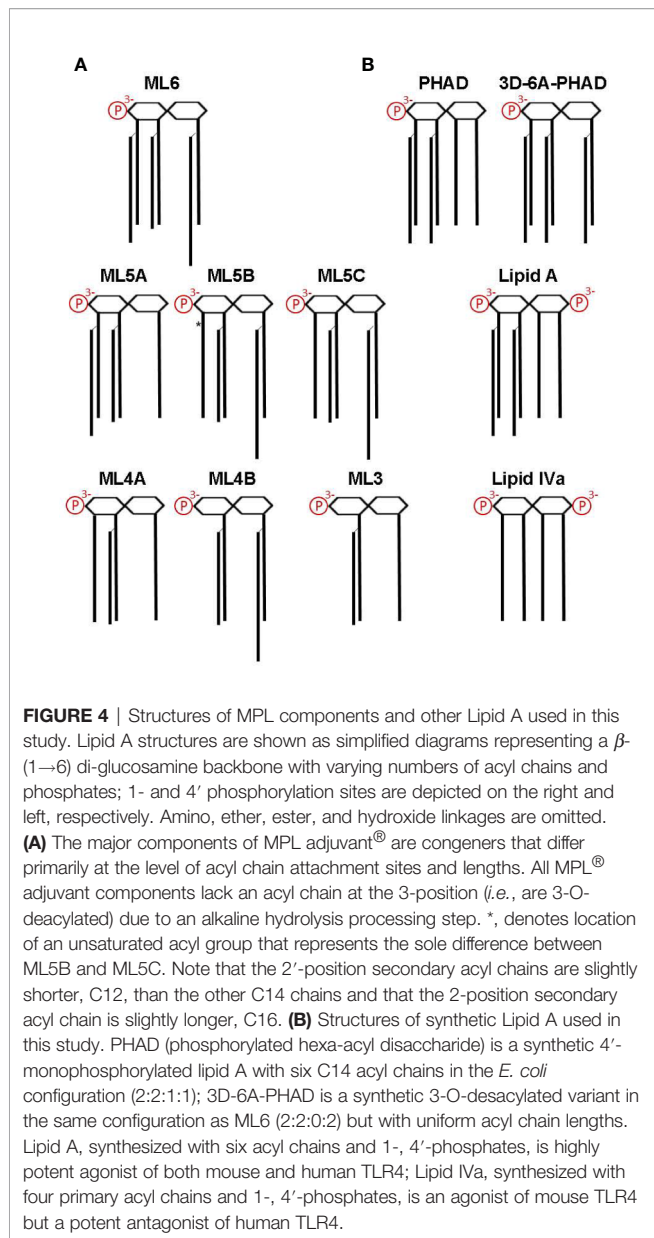 A
B
ML6
PHAD
3D-6A-PHAD
P 3-
P 3-
P 3-
ML5A
ML5B
ML5C
Lipid A
P 3-
P 3-
P 3-
P 3-
3- P
*
ML4A
ML4B
ML3
Lipid IVa
P 3-
P 3-
P 3-
P 3-
3- P
FIGURE 4 | Structures of MPL components and other Lipid A used in this
study. Lipid A structures are shown as simplified diagrams representing a β-
(1→6) di-glucosamine backbone with varying numbers of acyl chains and
phosphates; 1- and 4′ phosphorylation sites are depicted on the right and
left, respectively. Amino, ether, ester, and hydroxide linkages are omitted.
(A) The major components of MPL adjuvant® are congeners that differ
primarily at the level of acyl chain attachment sites and lengths. All MPL®
adjuvant components lack an acyl chain at the 3-position (i.e., are 3-O-
deacylated) due to an alkaline hydrolysis processing step. *, denotes location
of an unsaturated acyl group that represents the sole difference between
ML5B and ML5C. Note that the 2′-position secondary acyl chains are slightly
shorter, C12, than the other C14 chains and that the 2-position secondary
acyl chain is slightly longer, C16. (B) Structures of synthetic Lipid A used in
this study. PHAD (phosphorylated hexa-acyl disaccharide) is a synthetic 4′-
monophosphorylated lipid A with six C14 acyl chains in the E. coli
configuration (2:2:1:1); 3D-6A-PHAD is a synthetic 3-O-desacylated variant in
the same configuration as ML6 (2:2:0:2) but with uniform acyl chain lengths.
Lipid A, synthesized with six acyl chains and 1-, 4′-phosphates, is highly
potent agonist of both mouse and human TLR4; Lipid IVa, synthesized with
four primary acyl chains and 1-, 4′-phosphates, is an agonist of mouse TLR4
but a potent antagonist of human TLR4.